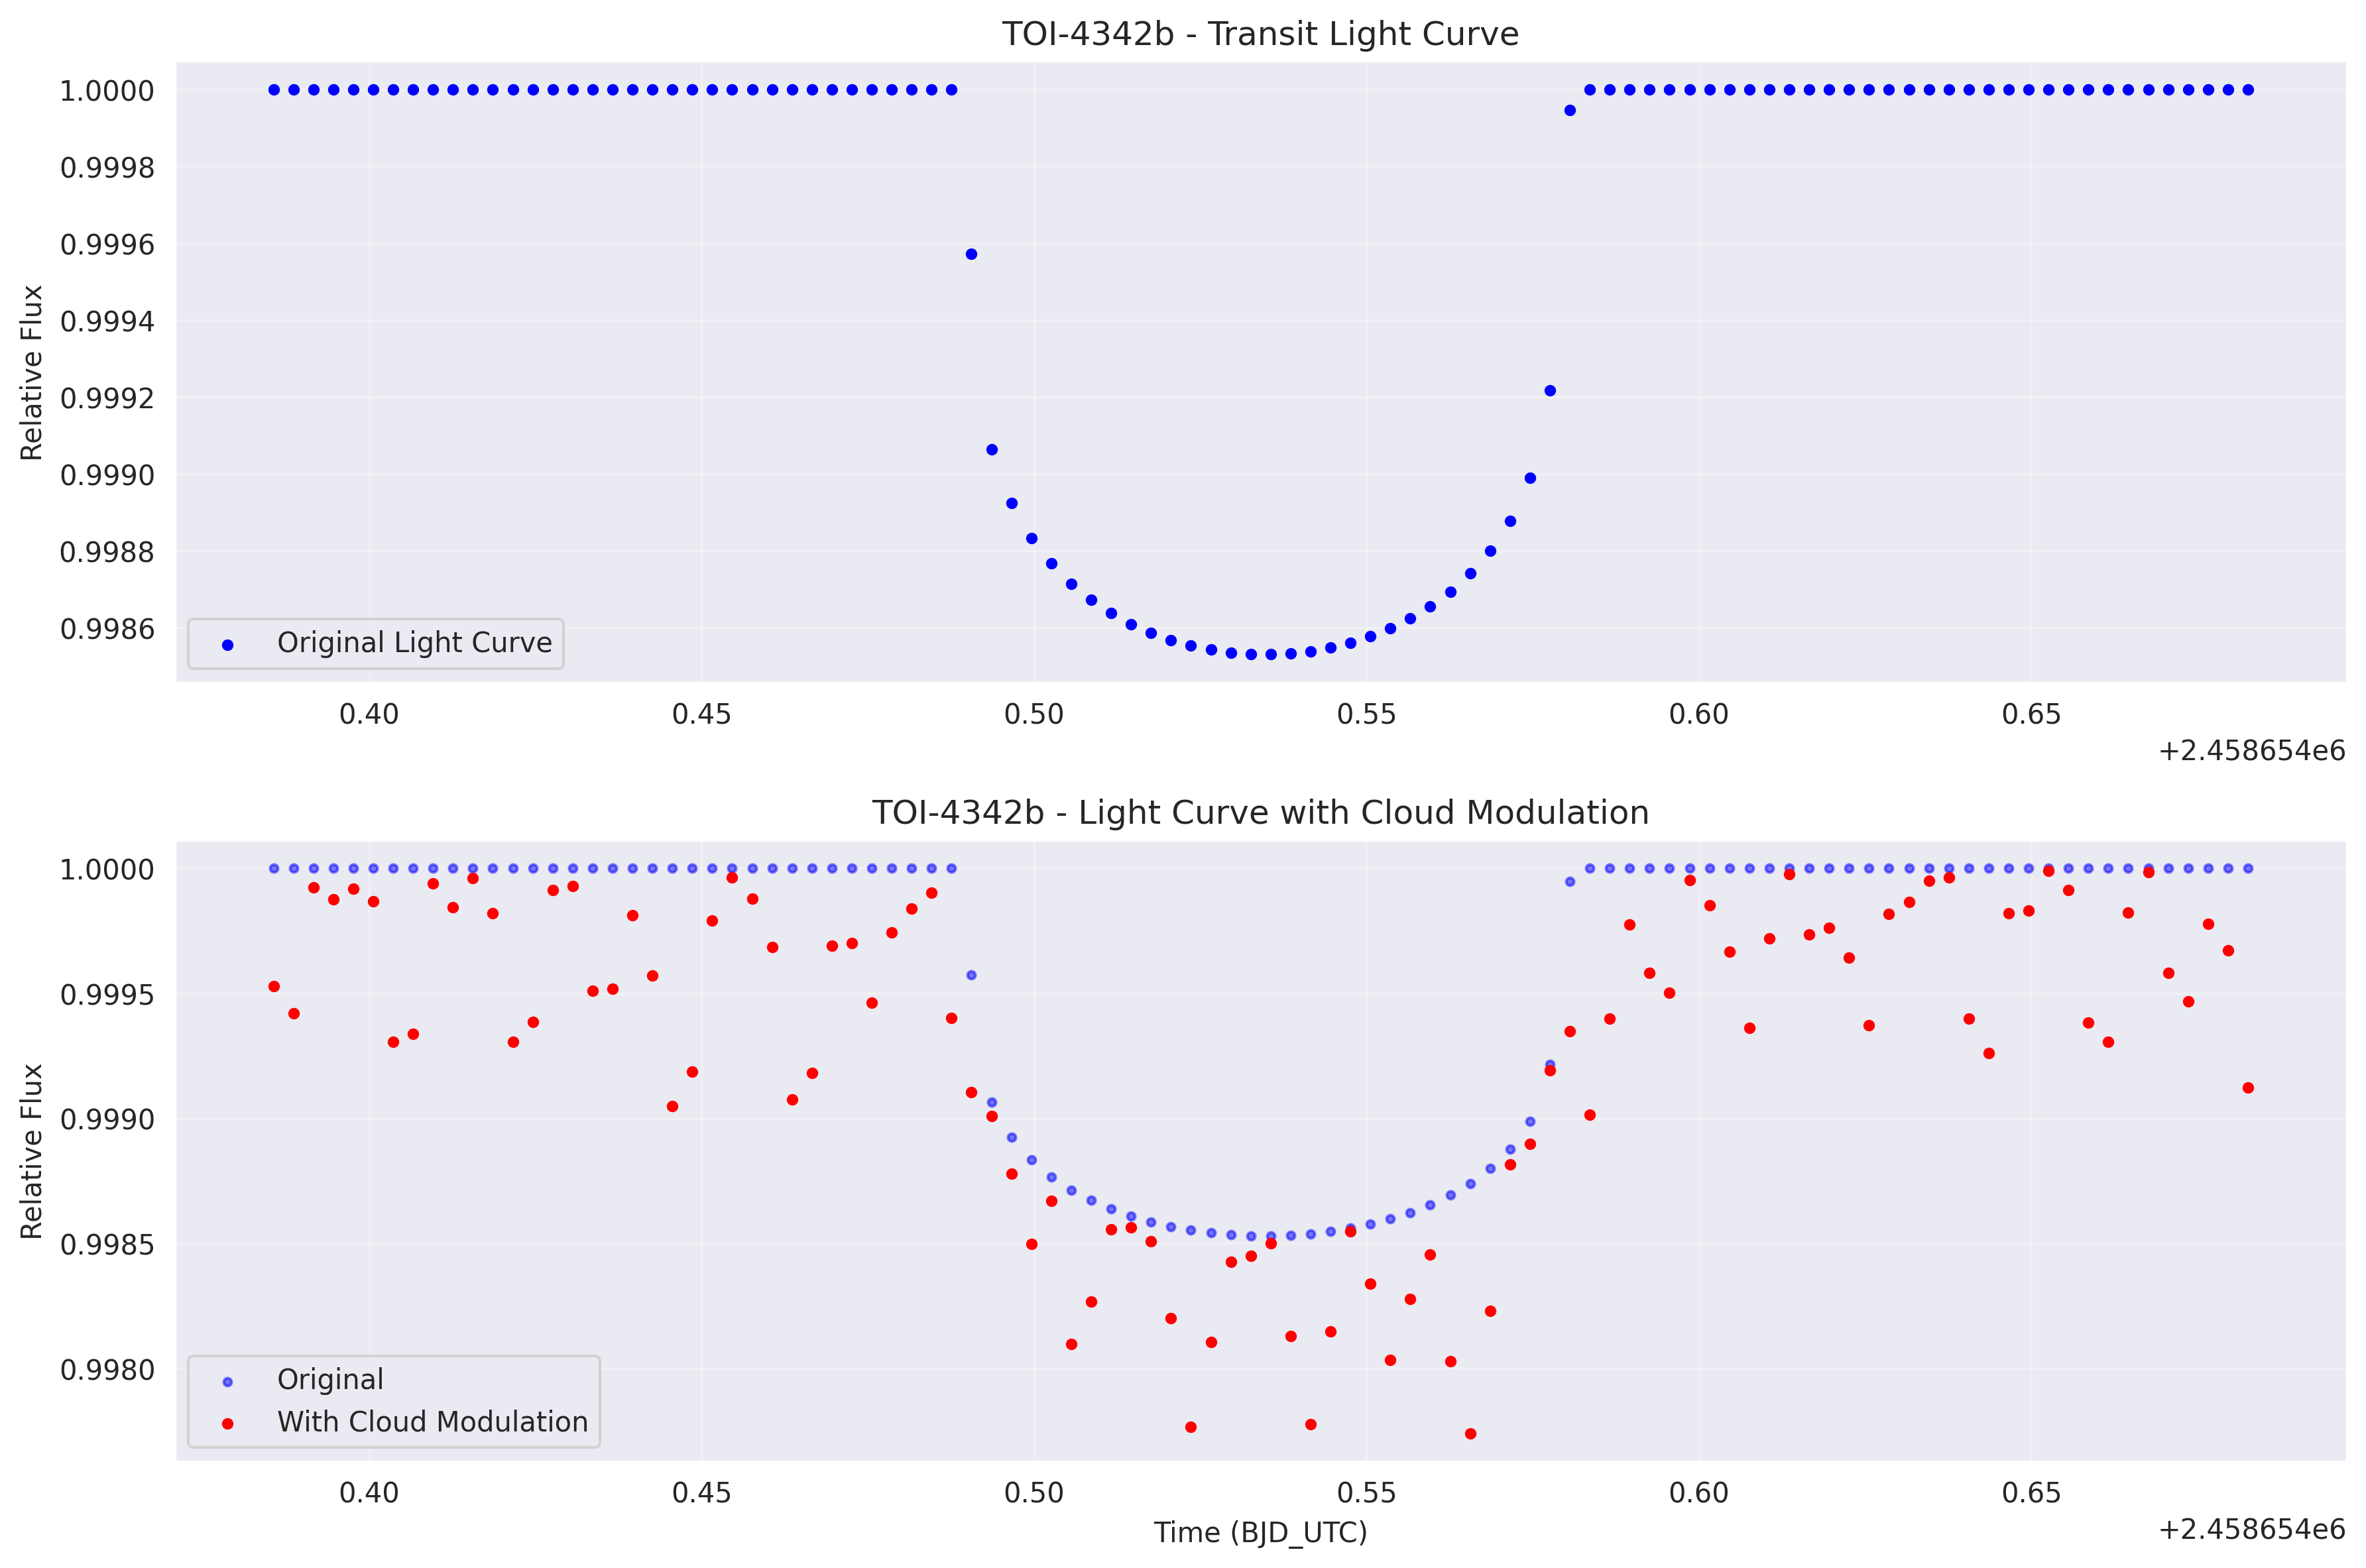 TOI-4342b - Transit Light Curve
Relative Flux
1.0000
0.9998
0.9996
0.9994
0.9992
0.9990
0.9988
0.9986
Original Light Curve
0.40 0.45 0.50 0.55 0.60 0.65
+2.458654e6
TOI-4342b - Light Curve with Cloud Modulation
Relative Flux
1.0000
0.9995
0.9990
0.9985
0.9980
Original
With Cloud Modulation
0.40 0.45 0.50 0.55 0.60 0.65
Time (BJD_UTC)
+2.458654e6